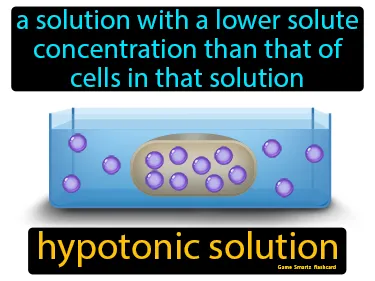 a solution with a lower solute
concentration than that of
cells in that solution
hypotonic solution
Game Smartz flashcard